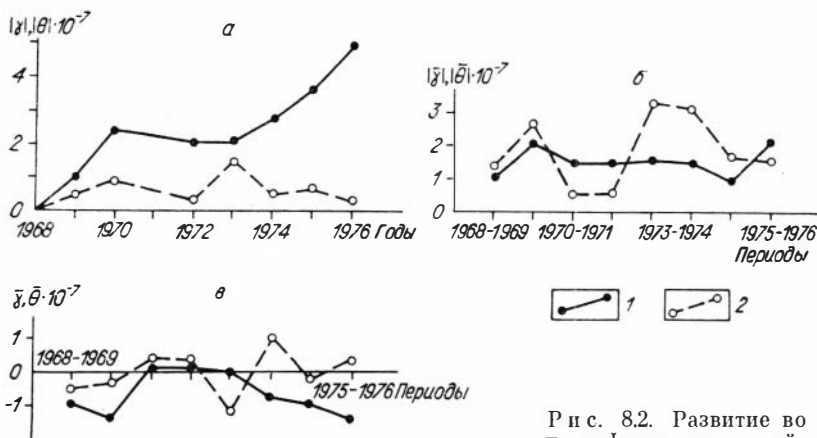 |γ|,|θ|·10⁻⁷
а
4
2
0
1968 1970 1972 1974 1976 Годы
|γ̄|,|θ̄|·10⁻⁷
б
3
2
1
0
1968-1969 1970-1971 1973-1974 1975-1976
Периоды
γ̄, θ̄·10⁻⁷
в
1
1968-1969
0
1975-1976 Периоды
-1
1
2
Рис. 8.2. Развитие во